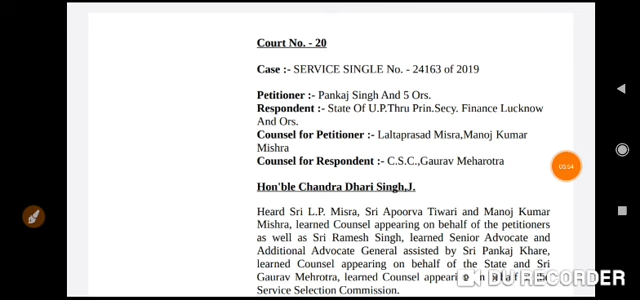 Court No. - 20
Case :- SERVICE SINGLE No. - 24163 of 2019
Petitioner :- Pankaj Singh And 5 Ors.
Respondent :- State Of U.P.Thru Prin.Secy. Finance Lucknow
And Ors.
Counsel for Petitioner :- Laltaprasad Misra,Manoj Kumar
Mishra
Counsel for Respondent :- C.S.C.,Gaurav Meharotra
05:04
Hon'ble Chandra Dhari Singh,J.
Heard Sri L.P. Misra, Sri Apoorva Tiwari and Manoj Kumar
Mishra, learned Counsel appearing on behalf of the petitioners
as well as Sri Ramesh Singh, learned Senior Advocate and
Additional Advocate General assisted by Sri Pankaj Khare,
learned Counsel appearing on behalf of the State and Sri
Gaurav Mehrotra, learned Counsel appearing
DU RECORDER
Service Selection Commission.